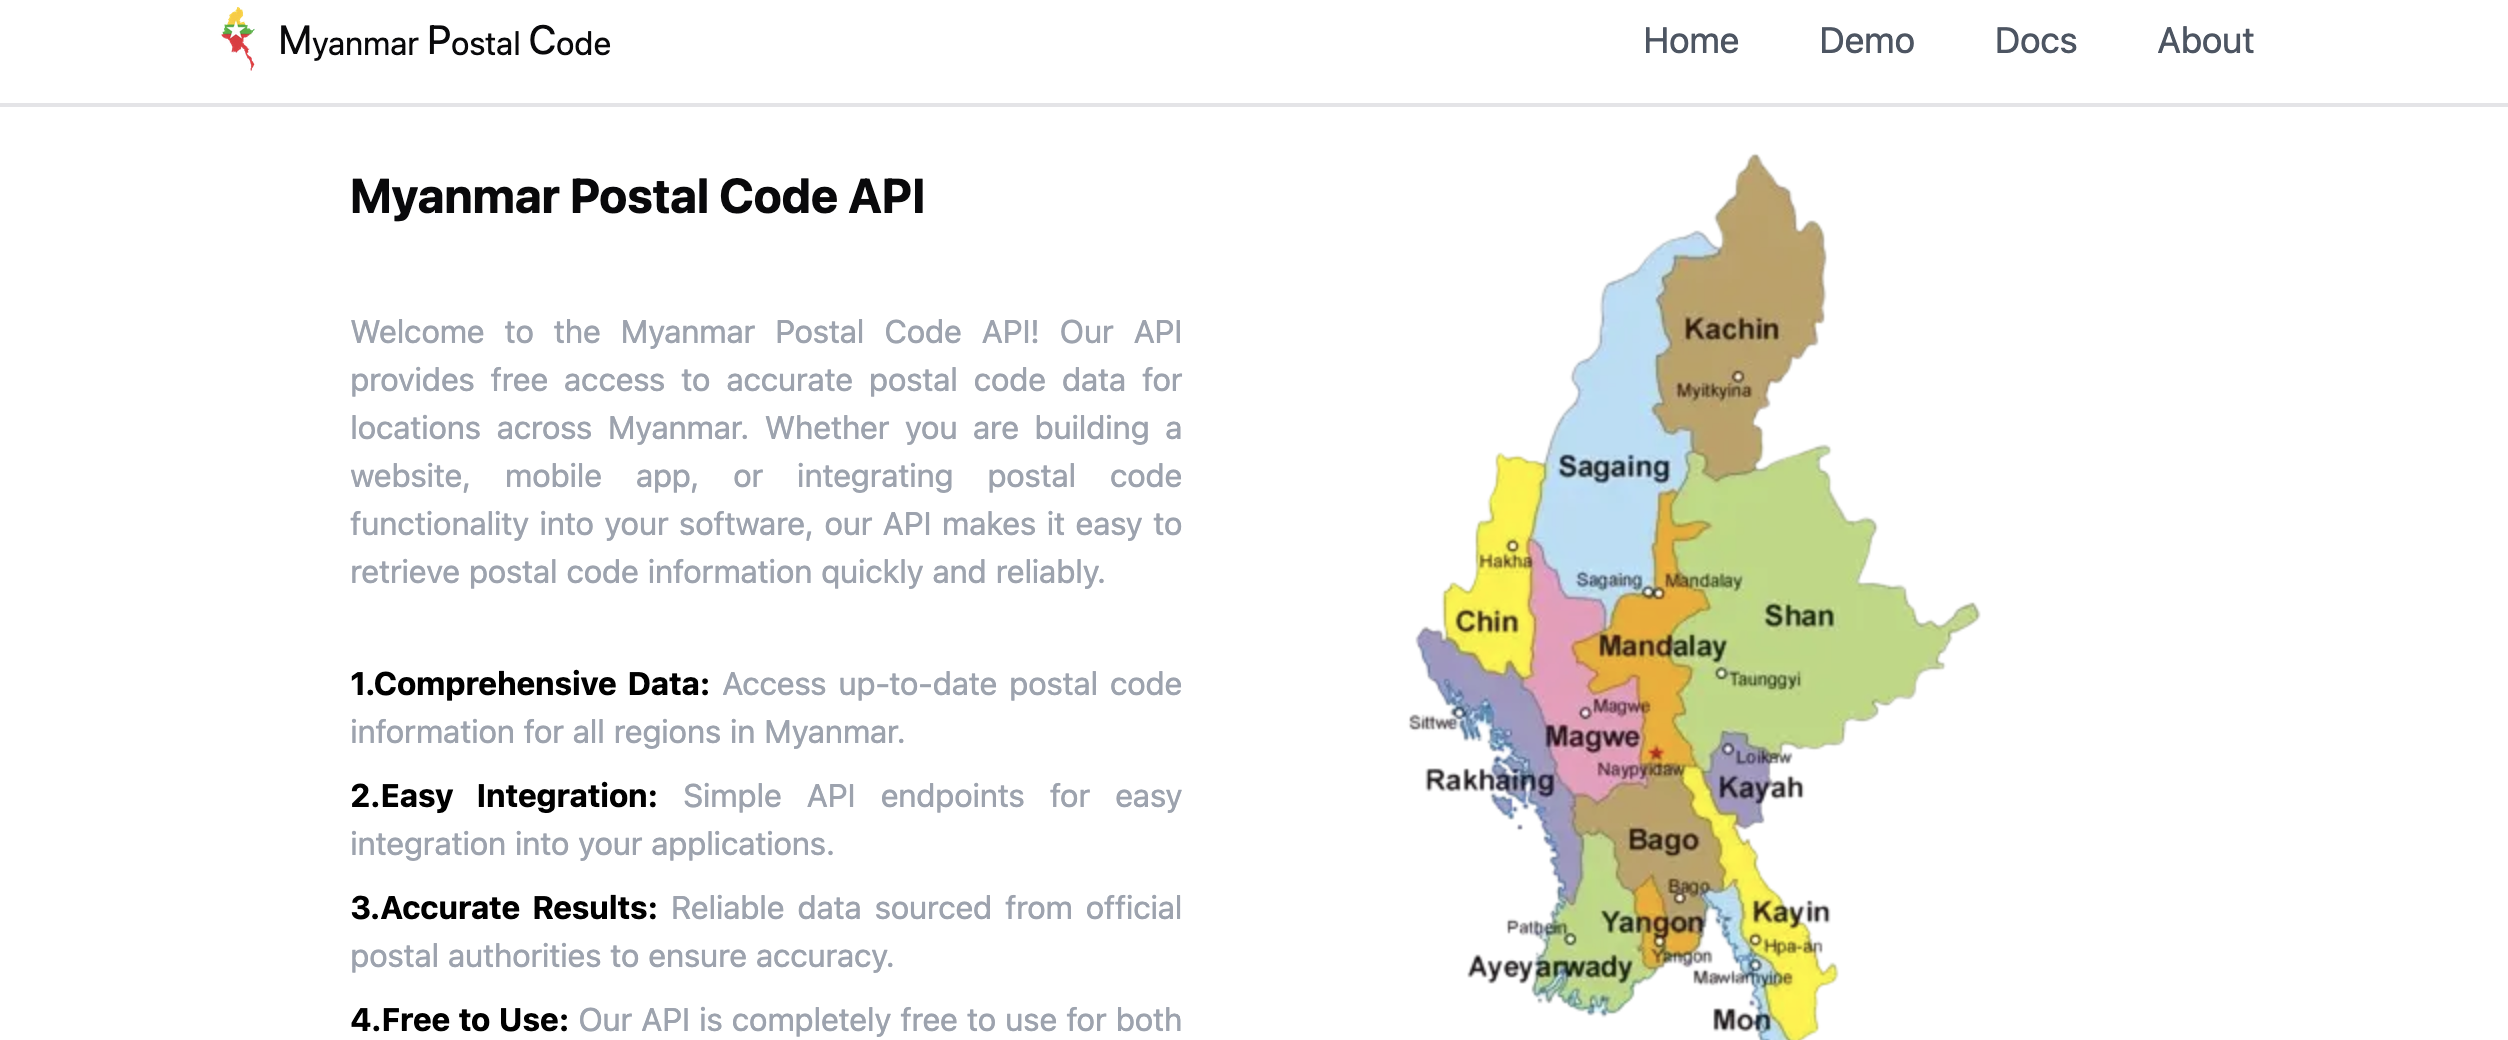 Myanmar Postal Code
Home Demo Docs About
Myanmar Postal Code API
Welcome to the Myanmar Postal Code API! Our API
provides free access to accurate postal code data for
locations across Myanmar. Whether you are building a
website, mobile app, or integrating postal code
functionality into your software, our API makes it easy to
retrieve postal code information quickly and reliably.
1.Comprehensive Data: Access up-to-date postal code
information for all regions in Myanmar.
2.Easy Integration: Simple API endpoints for easy
integration into your applications.
3.Accurate Results: Reliable data sourced from official
postal authorities to ensure accuracy.
4.Free to Use: Our API is completely free to use for both
Kachin
Myitkyina
Sagaing
Hakha
Sagaing
Mandalay
Chin
Shan
Mandalay
Taunggyi
Magwe
Sittwe
Magwe
Loikaw
Naypyidaw
Rakhaing
Kayah
Bago
Bago
Kayin
Yangon
Pathein
Hpa-an
Yangon
Ayeyarwady
Mawlamyine
Mon